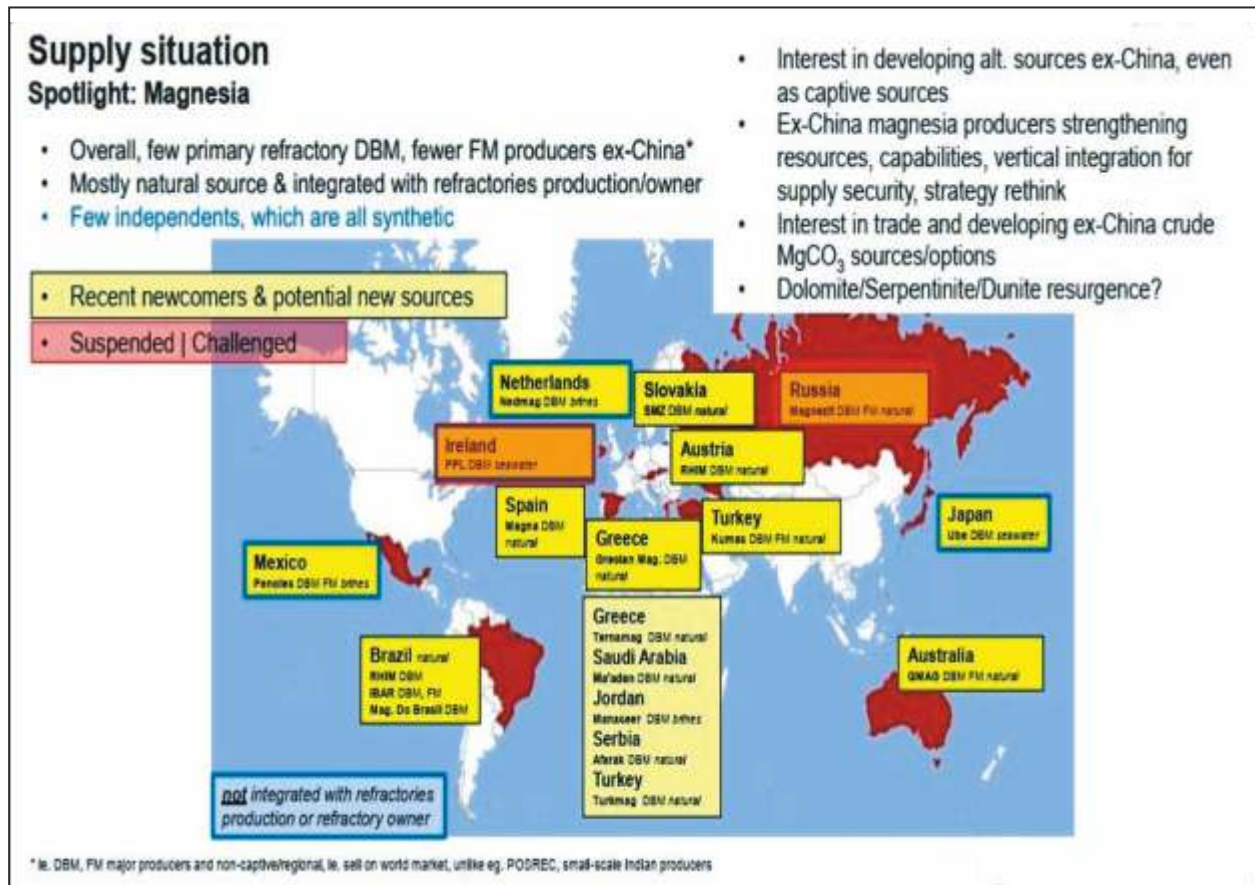 Supply situation
Spotlight: Magnesia
• Overall, few primary refractory DBM, fewer FM producers ex-China*
• Mostly natural source & integrated with refractories production/owner
• Few independents, which are all synthetic
• Recent newcomers & potential new sources
• Suspended | Challenged
• Interest in developing alt. sources ex-China, even
as captive sources
• Ex-China magnesia producers strengthening
resources, capabilities, vertical integration for
supply security, strategy rethink
• Interest in trade and developing ex-China crude
MgCO₃ sources/options
• Dolomite/Serpentinite/Dunite resurgence?
Netherlands
Nedmag DBM brines
Slovakia
SMZ DBM natural
Russia
Magnezit DBM FM natural
Ireland
PPL DBM seawater
Austria
RHIM DBM natural
Spain
Magna DBM
natural
Greece
Grecian Mag. DBM
natural
Turkey
Kumas DBM FM natural
Japan
Ube DBM seawater
Mexico
Penoles DBM FM brines
Brazil natural
RHIM DBM
IBAR DBM, FM
Mag. Do Brasil DBM
Greece
Ternamag DBM natural
Saudi Arabia
Ma'aden DBM natural
Jordan
Manaseer DBM brines
Serbia
Afarak DBM natural
Turkey
Turkmag DBM natural
Australia
QMAG DBM FM natural
not integrated with refractories
production or refractory owner
* Ie. DBM, FM major producers and non-captive/regional, ie. sell on world market, unlike eg. POSREC, small-scale Indian producers